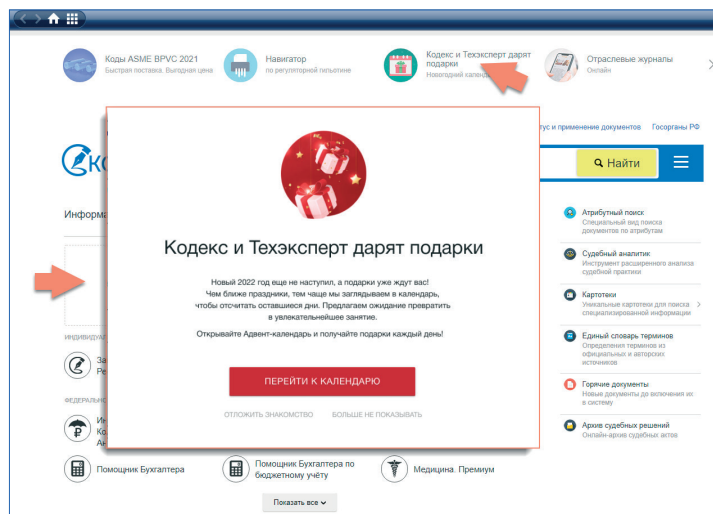 Коды ASME BPVC 2021
Быстрая поставка. Выгодная цена
Навигатор
по регуляторной гильотине
Кодекс и Техэксперт дарят
подарки
Новогодний календ
Отраслевые журналы
Онлайн
тус и применение документов Госорганы РФ
Найти
Информа
Кодекс и Техэксперт дарят подарки
Новый 2022 год еще не наступил, а подарки уже ждут вас!
Чем ближе праздники, тем чаще мы заглядываем в календарь,
чтобы отсчитать оставшиеся дни. Предлагаем ожидание превратить
в увлекательнейшее занятие.
Открывайте Адвент-календарь и получайте подарки каждый день!
ПЕРЕЙТИ К КАЛЕНДАРЮ
ОТЛОЖИТЬ ЗНАКОМСТВО БОЛЬШЕ НЕ ПОКАЗЫВАТЬ
Атрибутный поиск
Специальный вид поиска
документов по атрибутам
Судебный аналитик
Инструмент расширенного анализа
судебной практики
Картотеки
Уникальные картотеки для поиска
специализированной информации
Единый словарь терминов
Определения терминов из
официальных и авторских
источников
Горячие документы
Новые документы до включения их
в систему
Архив судебных решений
Онлайн-архив судебных актов
ИНДИВИДУА
За
Ре
ФЕДЕРАЛЬНО
Ин
Ко
Ан
Помощник Бухгалтера
Помощник Бухгалтера по
бюджетному учёту
Медицина. Премиум
Показать все